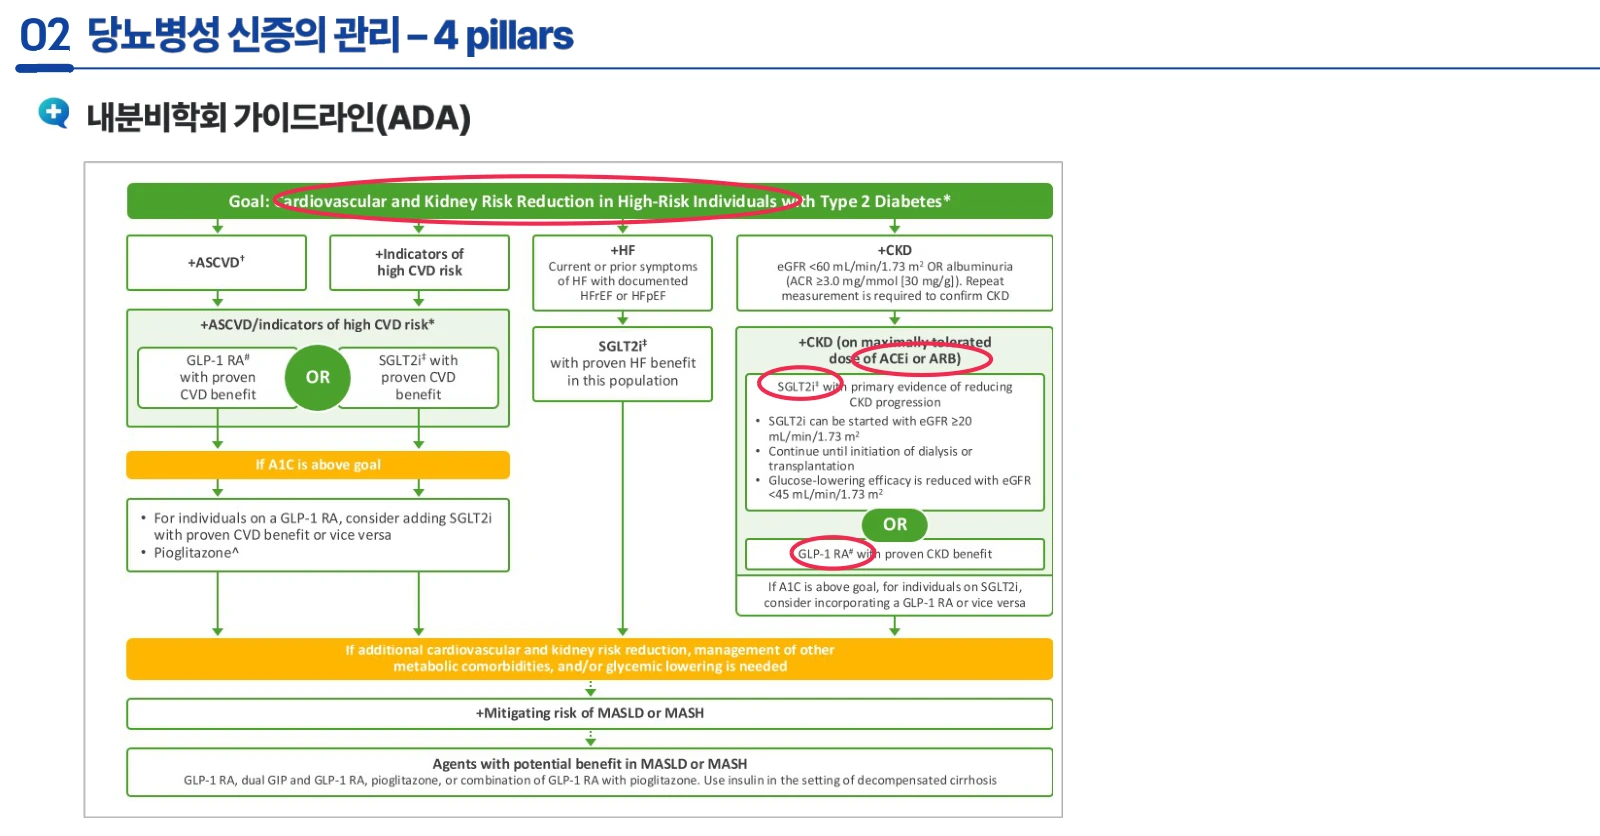 02 당뇨병성 신증의 관리 – 4 pillars
내분비학회 가이드라인(ADA)
Goal: Cardiovascular and Kidney Risk Reduction in High-Risk Individuals with Type 2 Diabetes*
+ASCVD†
+Indicators of
high CVD risk
+HF
Current or prior symptoms
of HF with documented
HFrEF or HFpEF
+CKD
eGFR <60 mL/min/1.73 m² OR albuminuria
(ACR ≥3.0 mg/mmol [30 mg/g]). Repeat
measurement is required to confirm CKD
+ASCVD/indicators of high CVD risk*
GLP-1 RA#
with proven
CVD benefit
OR
SGLT2i‡ with
proven CVD
benefit
SGLT2i‡
with proven HF benefit
in this population
+CKD (on maximally tolerated
dose of ACEi or ARB)
SGLT2i‡ with primary evidence of reducing
CKD progression
• SGLT2i can be started with eGFR ≥20
mL/min/1.73 m²
• Continue until initiation of dialysis or
transplantation
• Glucose-lowering efficacy is reduced with eGFR
<45 mL/min/1.73 m²
OR
GLP-1 RA# with proven CKD benefit
If A1C is above goal, for individuals on SGLT2i,
consider incorporating a GLP-1 RA or vice versa
If A1C is above goal
• For individuals on a GLP-1 RA, consider adding SGLT2i
with proven CVD benefit or vice versa
• Pioglitazone^
If additional cardiovascular and kidney risk reduction, management of other
metabolic comorbidities, and/or glycemic lowering is needed
+Mitigating risk of MASLD or MASH
Agents with potential benefit in MASLD or MASH
GLP-1 RA, dual GIP and GLP-1 RA, pioglitazone, or combination of GLP-1 RA with pioglitazone. Use insulin in the setting of decompensated cirrhosis